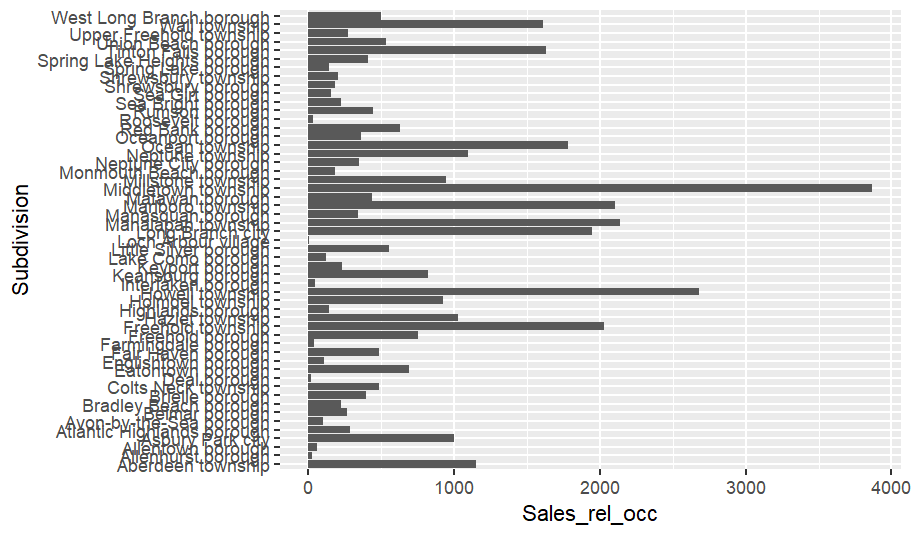 West Long Branch borough
Wall township
Upper Freehold township
Union Beach borough
Tinton Falls borough
Spring Lake Heights borough
Spring Lake borough
Shrewsbury township
Shrewsbury borough
Sea Girt borough
Sea Bright borough
Rumson borough
Roosevelt borough
Red Bank borough
Oceanport borough
Ocean township
Neptune township
Neptune City borough
Monmouth Beach borough
Millstone township
Middletown township
Matawan borough
Marlboro township
Manasquan borough
Manalapan township
Long Branch city
Loch Arbour village
Little Silver borough
Lake Como borough
Keyport borough
Keansburg borough
Interlaken borough
Howell township
Holmdel township
Highlands borough
Hazlet township
Freehold township
Freehold borough
Farmingdale borough
Fair Haven borough
Englishtown borough
Eatontown borough
Deal borough
Colts Neck township
Brielle borough
Bradley Beach borough
Belmar borough
Avon-by-the-Sea borough
Atlantic Highlands borough
Asbury Park city
Allentown borough
Allenhurst borough
Aberdeen township
Subdivision
0 1000 2000 3000 4000
Sales_rel_occ